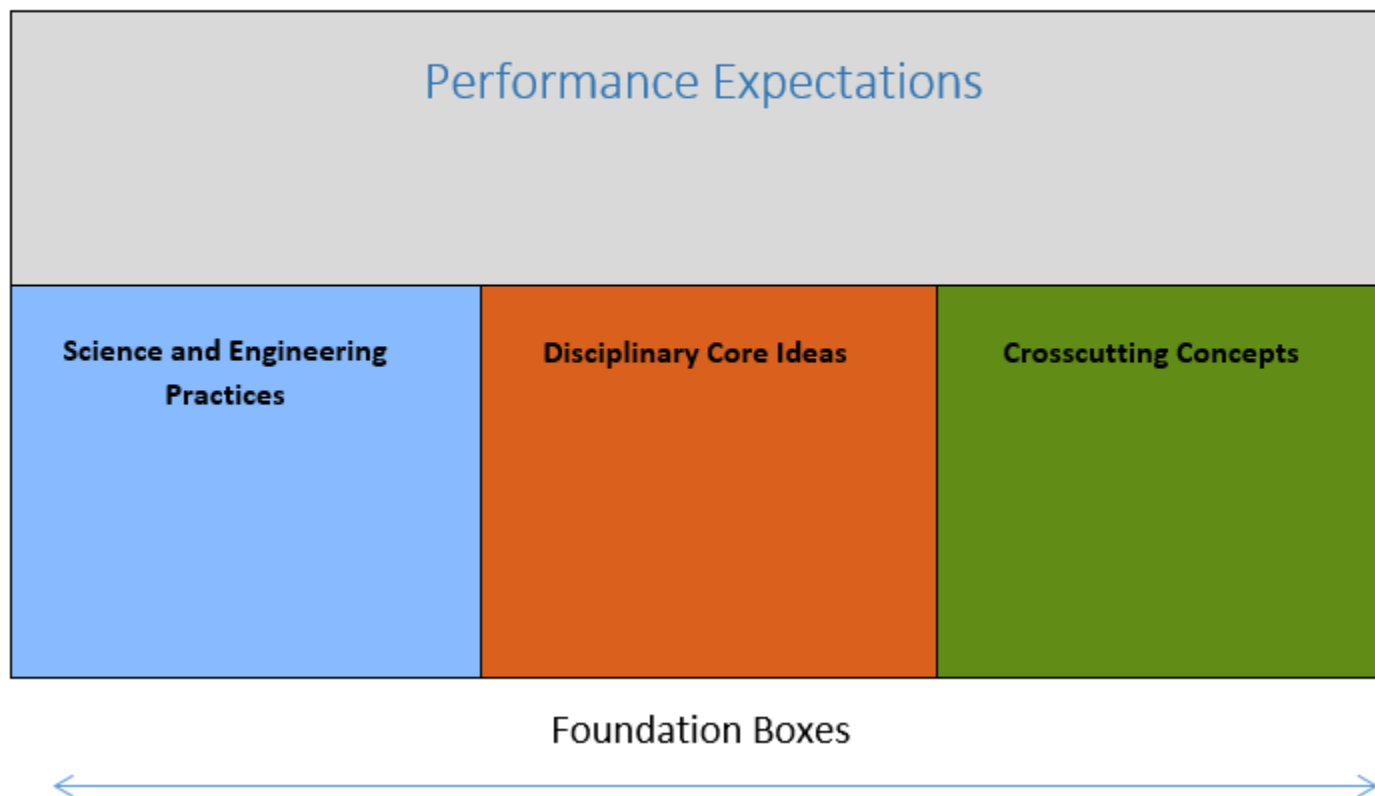 Performance Expectations
Science and Engineering
Practices
Disciplinary Core Ideas
Crosscutting Concepts
Foundation Boxes